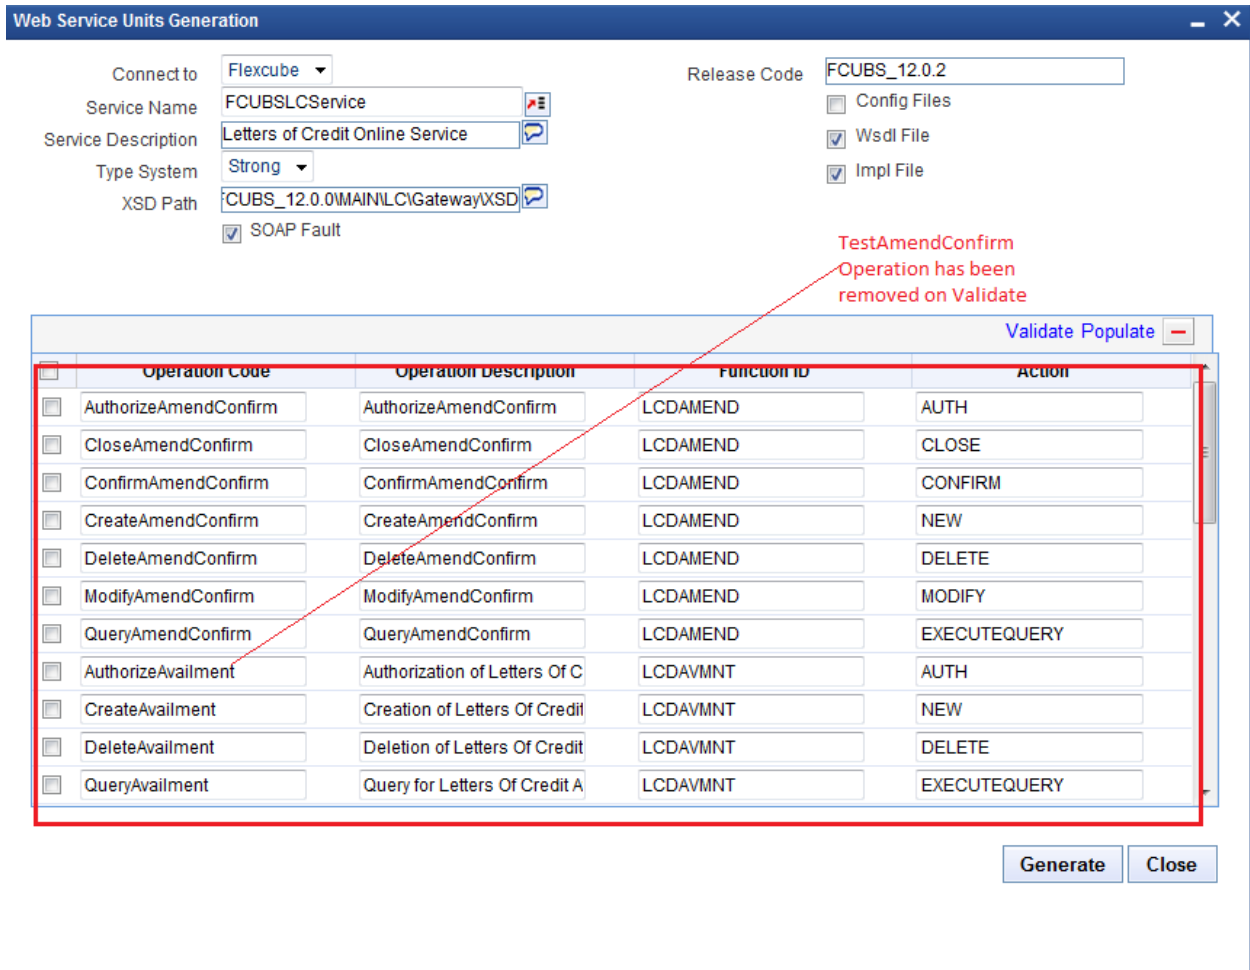 Web Service Units Generation
Connect to Flexcube
Release Code FCUBS_12.0.2
Service Name FCUBSLCService
Config Files
Service Description Letters of Credit Online Service
Wsdl File
Type System Strong
Impl File
XSD Path FCUBS_12.0.0\MAIN\LC\Gateway\XSD
SOAP Fault
TestAmendConfirm
Operation has been
removed on Validate
Validate Populate
Operation Code Operation Description Function ID Action
AuthorizeAmendConfirm AuthorizeAmendConfirm LCDAMEND AUTH
CloseAmendConfirm CloseAmendConfirm LCDAMEND CLOSE
ConfirmAmendConfirm ConfirmAmendConfirm LCDAMEND CONFIRM
CreateAmendConfirm CreateAmendConfirm LCDAMEND NEW
DeleteAmendConfirm DeleteAmendConfirm LCDAMEND DELETE
ModifyAmendConfirm ModifyAmendConfirm LCDAMEND MODIFY
QueryAmendConfirm QueryAmendConfirm LCDAMEND EXECUTEQUERY
AuthorizeAvailment Authorization of Letters Of C LCDAVMNT AUTH
CreateAvailment Creation of Letters Of Credit LCDAVMNT NEW
DeleteAvailment Deletion of Letters Of Credit LCDAVMNT DELETE
QueryAvailment Query for Letters Of Credit A LCDAVMNT EXECUTEQUERY
Generate Close